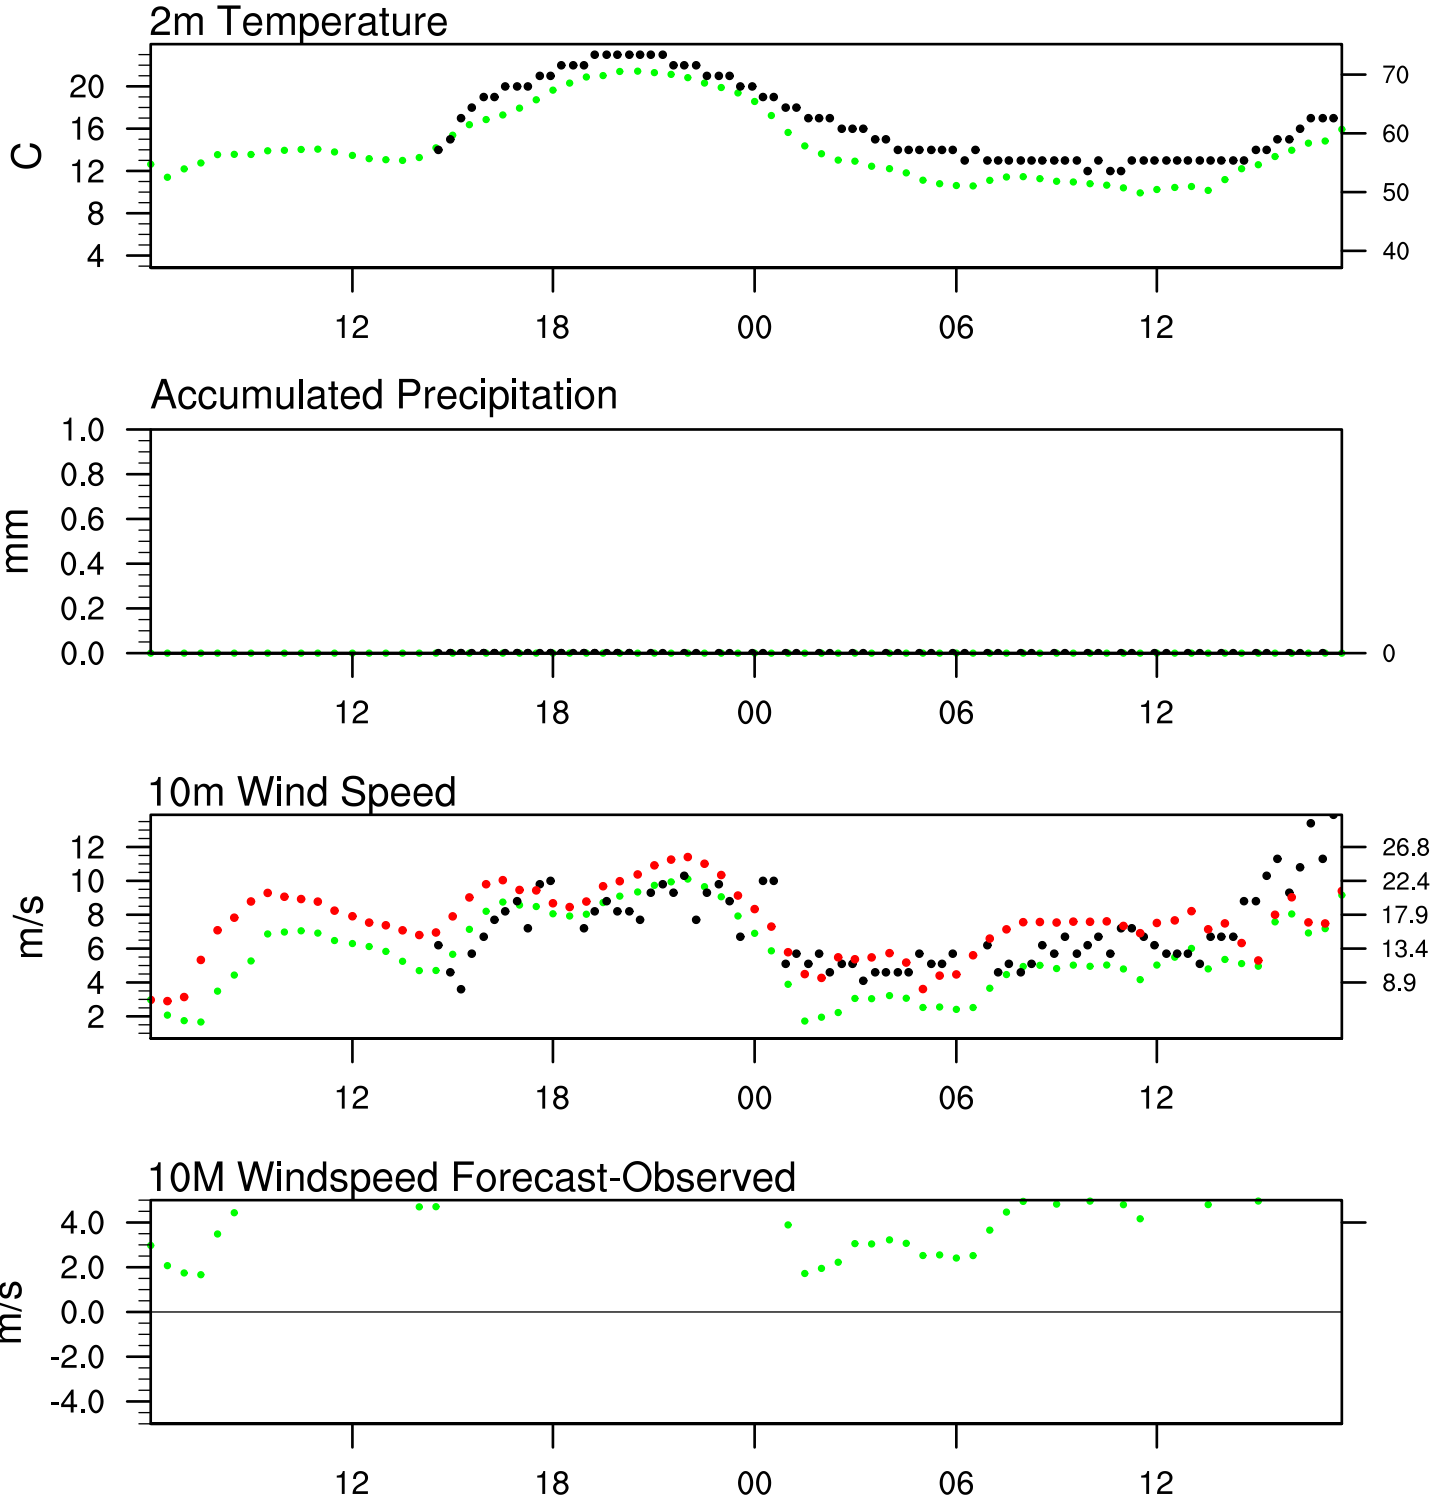 2m Temperature
20
16
12
8
4
C
70
60
50
40
12 18 00 06 12
Accumulated Precipitation
1.0
0.8
0.6
0.4
0.2
0.0
mm
0
12 18 00 06 12
10m Wind Speed
12
10
8
6
4
2
m/s
26.8
22.4
17.9
13.4
8.9
12 18 00 06 12
10M Windspeed Forecast-Observed
4.0
2.0
0.0
-2.0
-4.0
m/s
12 18 00 06 12